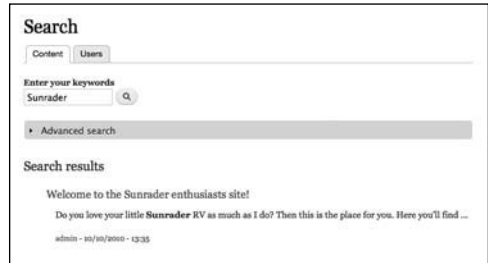 Search
Content Users
Enter your keywords
Sunrader
Advanced search
Search results
Welcome to the Sunrader enthusiasts site!
Do you love your little Sunrader RV as much as I do? Then this is the place for you. Here you'll find ...
admin - 10/10/2010 - 13:35